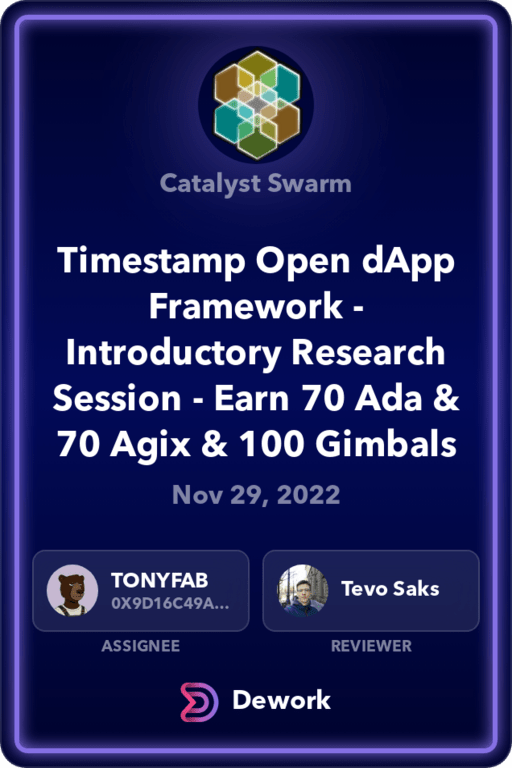 Catalyst Swarm
Timestamp Open dApp
Framework -
Introductory Research
Session - Earn 70 Ada &
70 Agix & 100 Gimbals
Nov 29, 2022
TONYFAB
0X9D16C49A...
ASSIGNEE
Tevo Saks
REVIEWER
Dework